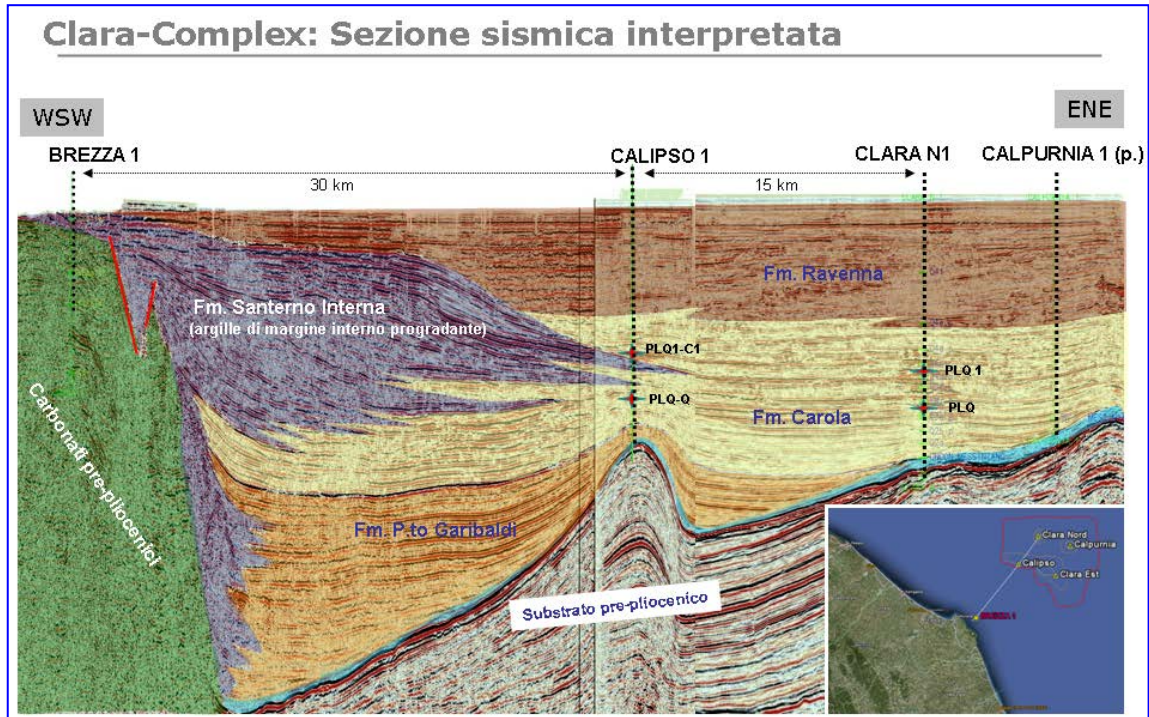 Clara-Complex: Sezione sismica interpretata
WSW
ENE
BREZZA 1
CALIPSO 1
CLARA N1
CALPURNIA 1 (p.)
30 km
15 km
Fm. Ravenna
Fm. Santerno Interna
(argille di margine interno progradante)
PLQ1-C1
PLQ 1
PLQ-Q
PLQ
Fm. Carola
Carbonati pre-pliocenici
Fm. P.to Garibaldi
Substrato pre-pliocenico
Clara Nord
Calpurnia
Calipso
Clara Est